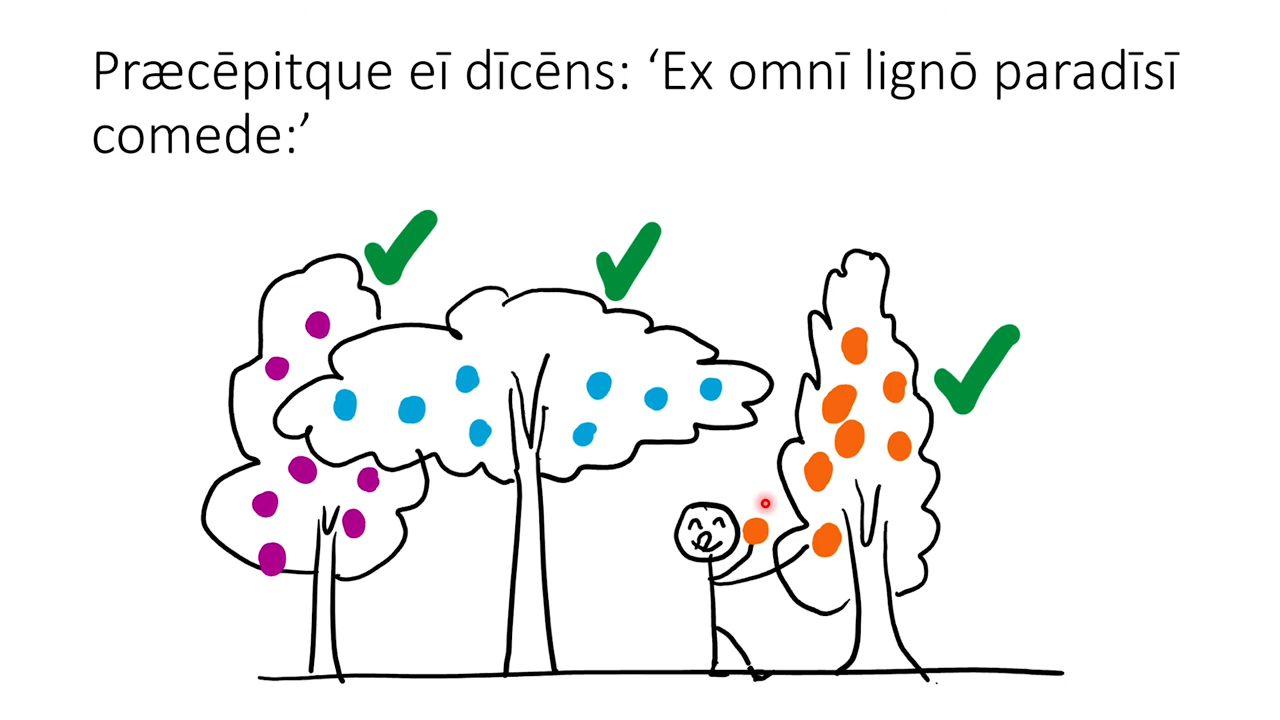 Præcēpitque eī dīcēns: ‘Ex omnī lignō paradīsī
comede:’